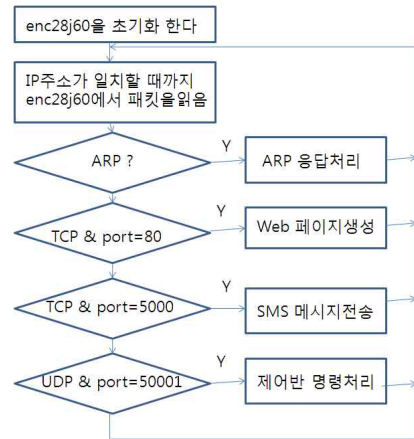 enc28j60을 초기화 한다
IP주소가 일치할 때까지
enc28j60에서 패킷을읽음
ARP ?
Y
ARP 응답처리
TCP & port=80
Y
Web 페이지생성
TCP & port=5000
Y
SMS 메시지전송
UDP & port=50001
Y
제어반 명령처리